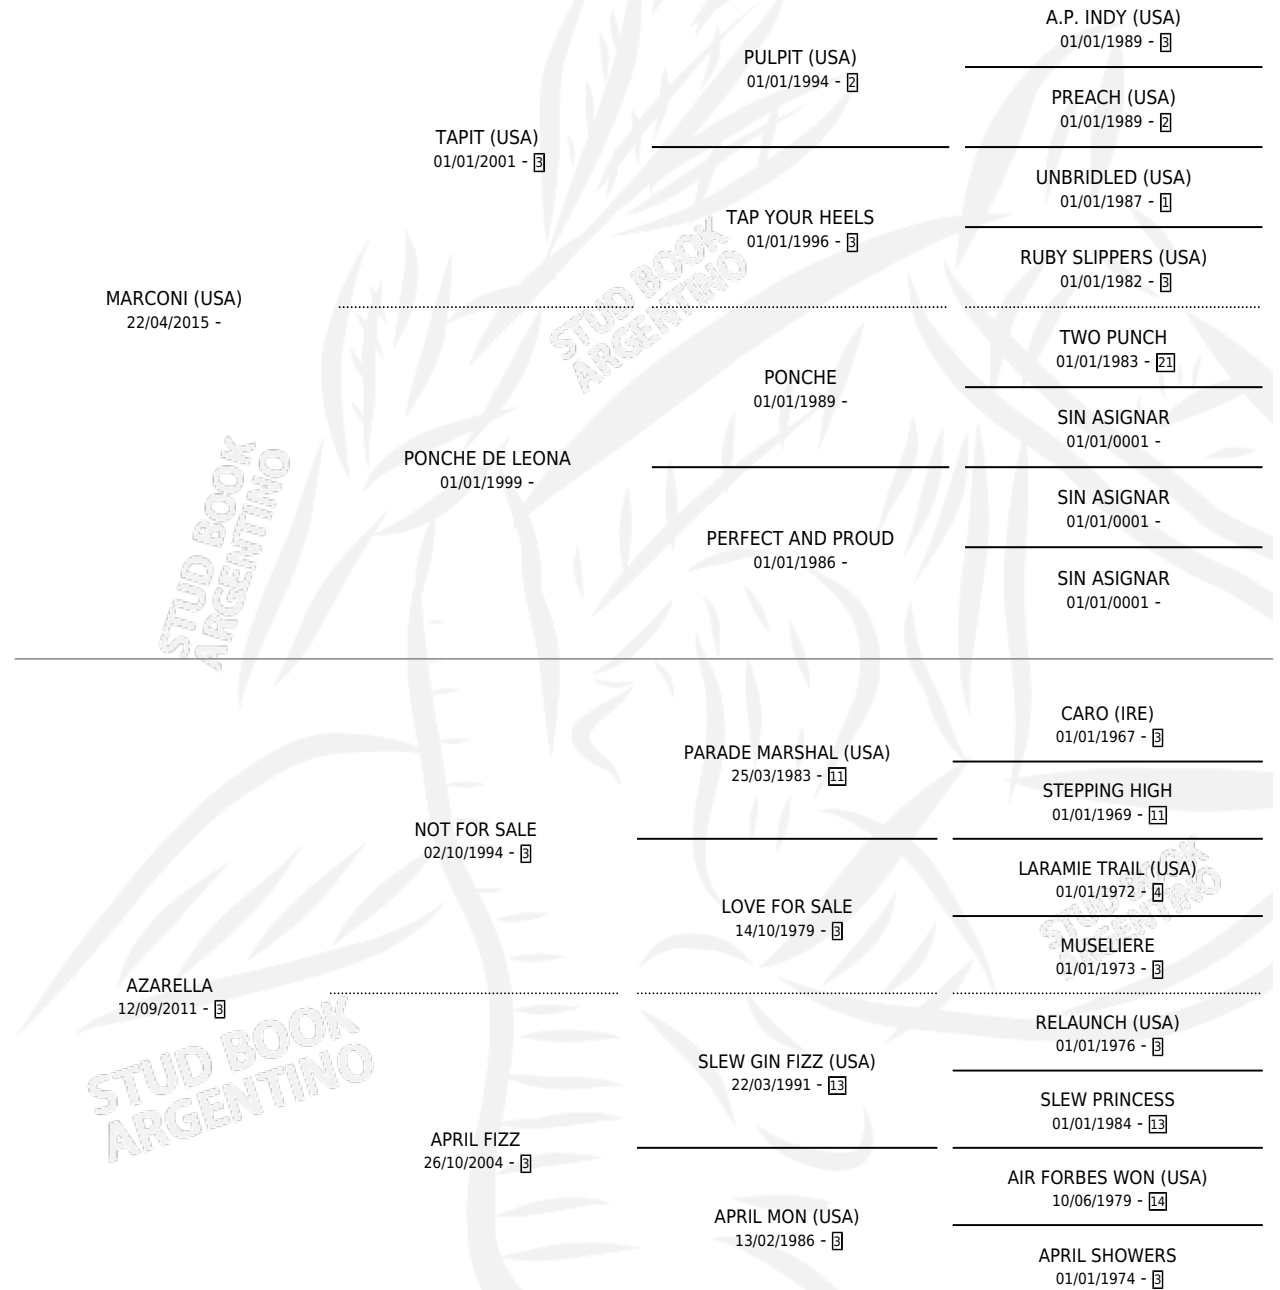 A.P. INDY (USA)
01/01/1989 - 3
PULPIT (USA)
01/01/1994 - 2
PREACH (USA)
01/01/1989 - 2
TAPIT (USA)
01/01/2001 - 3
UNBRIDLED (USA)
01/01/1987 - 1
TAP YOUR HEELS
01/01/1996 - 3
RUBY SLIPPERS (USA)
01/01/1982 - 3
MARCONI (USA)
22/04/2015 -
TWO PUNCH
01/01/1983 - 21
PONCHE
01/01/1989 -
SIN ASIGNAR
01/01/0001 -
PONCHE DE LEONA
01/01/1999 -
SIN ASIGNAR
01/01/0001 -
PERFECT AND PROUD
01/01/1986 -
SIN ASIGNAR
01/01/0001 -
CARO (IRE)
01/01/1967 - 3
PARADE MARSHAL (USA)
25/03/1983 - 11
STEPPING HIGH
01/01/1969 - 11
NOT FOR SALE
02/10/1994 - 3
LARAMIE TRAIL (USA)
01/01/1972 - 4
LOVE FOR SALE
14/10/1979 - 3
MUSELIERE
01/01/1973 - 3
AZARELLA
12/09/2011 - 3
RELAUNCH (USA)
01/01/1976 - 3
SLEW GIN FIZZ (USA)
22/03/1991 - 13
SLEW PRINCESS
01/01/1984 - 13
APRIL FIZZ
26/10/2004 - 3
AIR FORBES WON (USA)
10/06/1979 - 14
APRIL MON (USA)
13/02/1986 - 3
APRIL SHOWERS
01/01/1974 - 3
STUD BOOK
ARGENTINO
STUD BOOK
ARGENTINO
STUD BOOK
ARGENTINO
STUD BOOK
ARGENTINO